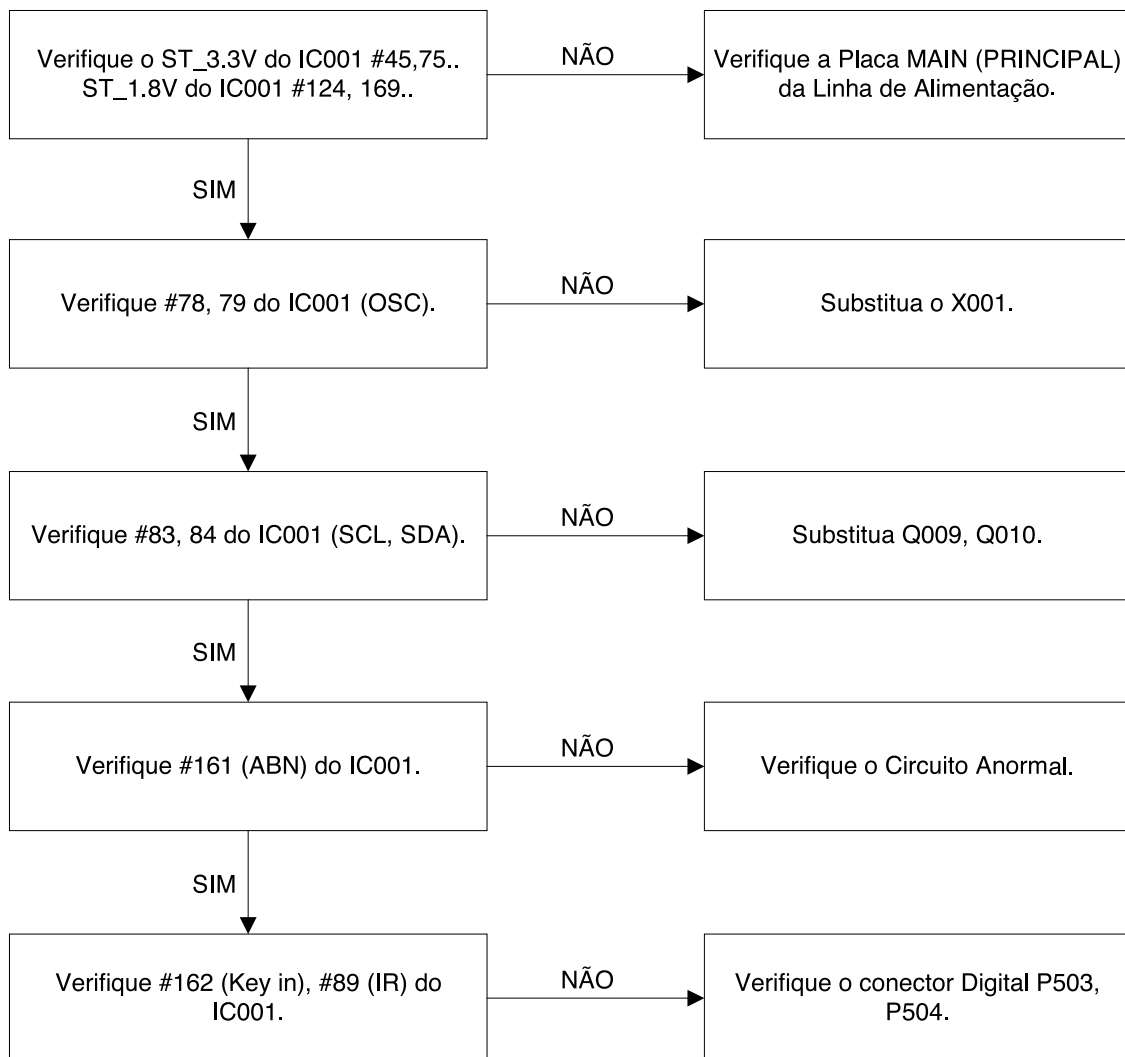 Verifique o ST_3.3V do IC001 #45,75..
ST_1.8V do IC001 #124, 169..
NÃO
Verifique a Placa MAIN (PRINCIPAL)
da Linha de Alimentação.
SIM
Verifique #78, 79 do IC001 (OSC).
NÃO
Substitua o X001.
SIM
Verifique #83, 84 do IC001 (SCL, SDA).
NÃO
Substitua Q009, Q010.
SIM
Verifique #161 (ABN) do IC001.
NÃO
Verifique o Circuito Anormal.
SIM
Verifique #162 (Key in), #89 (IR) do
IC001.
NÃO
Verifique o conector Digital P503,
P504.